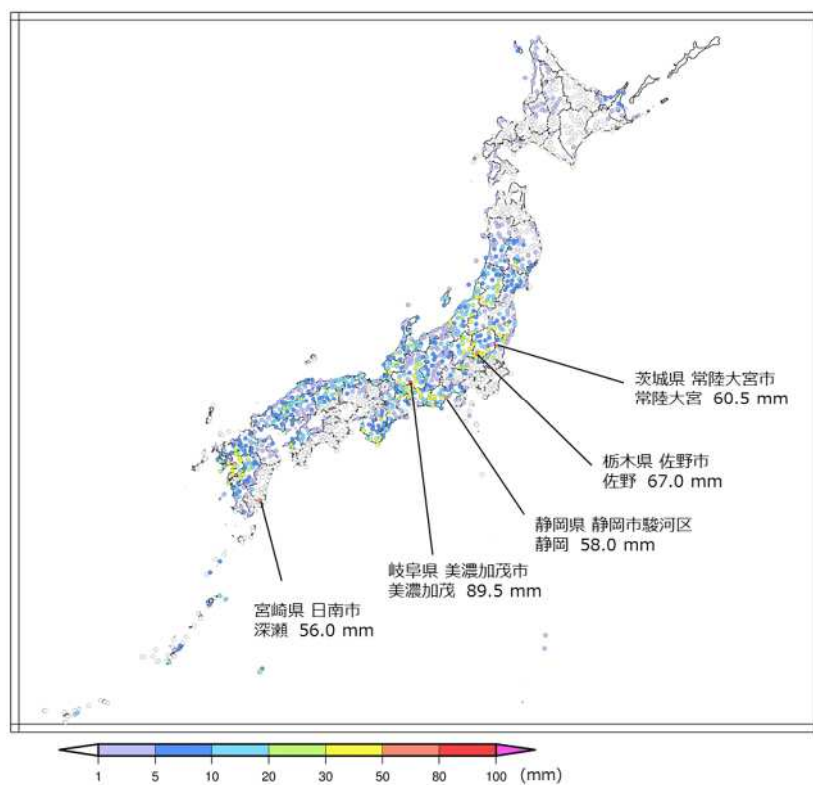 茨城県 常陸大宮市
常陸大宮 60.5 mm
栃木県 佐野市
佐野 67.0 mm
静岡県 静岡市駿河区
静岡 58.0 mm
岐阜県 美濃加茂市
美濃加茂 89.5 mm
宮崎県 日南市
深瀬 56.0 mm
1 5 10 20 30 50 80 100 (mm)